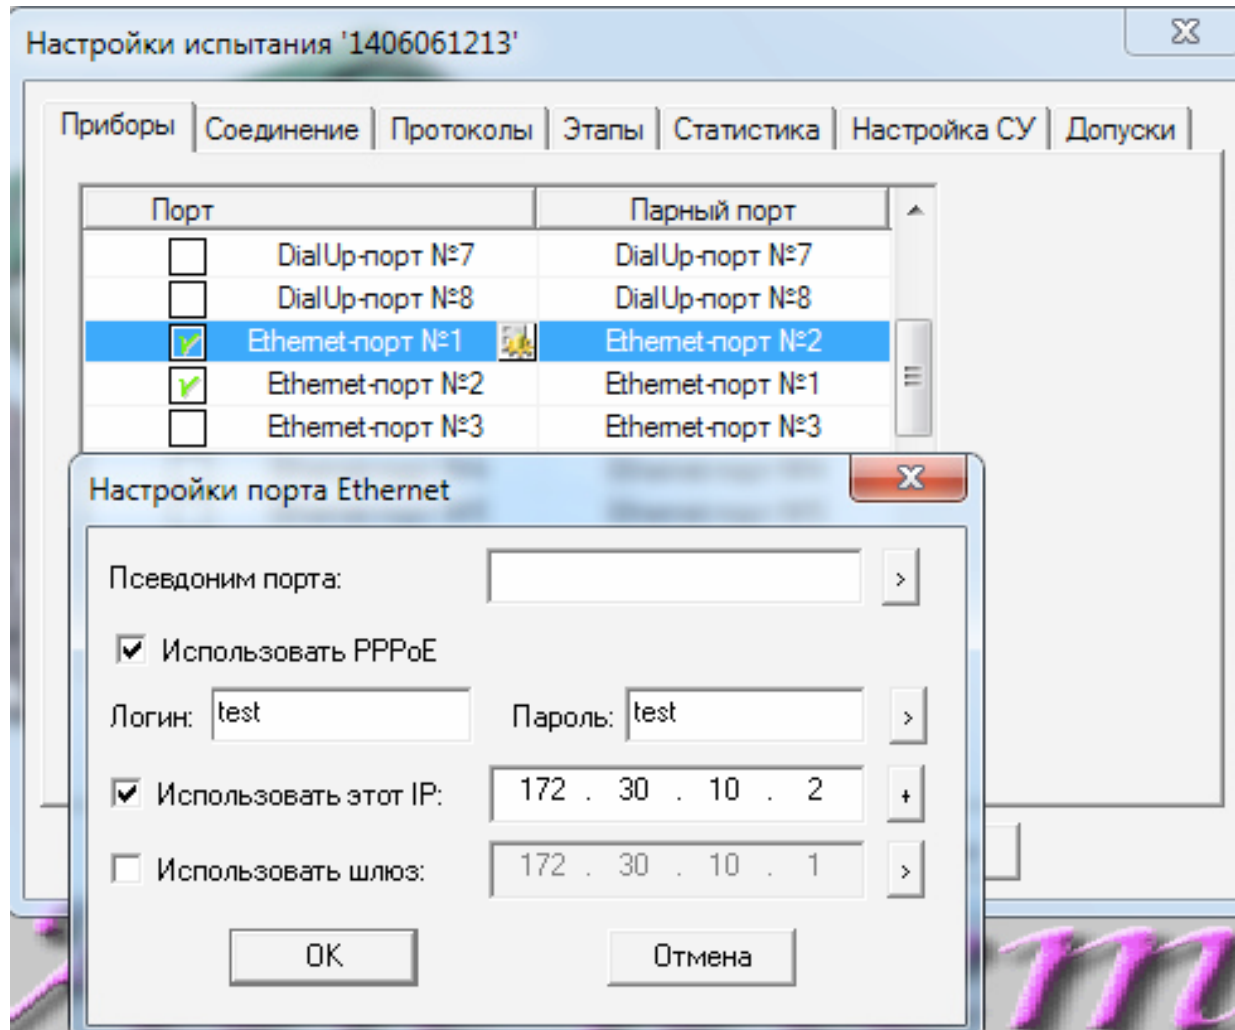 Настройки испытания '1406061213'
Приборы Соединение Протоколы Этапы Статистика Настройка СУ Допуски
Порт Парный порт
DialUp-порт №7 DialUp-порт №7
DialUp-порт №8 DialUp-порт №8
Ethernet-порт №1 Ethernet-порт №2
Ethernet-порт №2 Ethernet-порт №1
Ethernet-порт №3 Ethernet-порт №3
Настройки порта Ethernet
Псевдоним порта: >
Использовать PPPoE
Логин: test Пароль: test >
Использовать этот IP: 172 . 30 . 10 . 2 +
Использовать шлюз: 172 . 30 . 10 . 1 >
OK Отмена